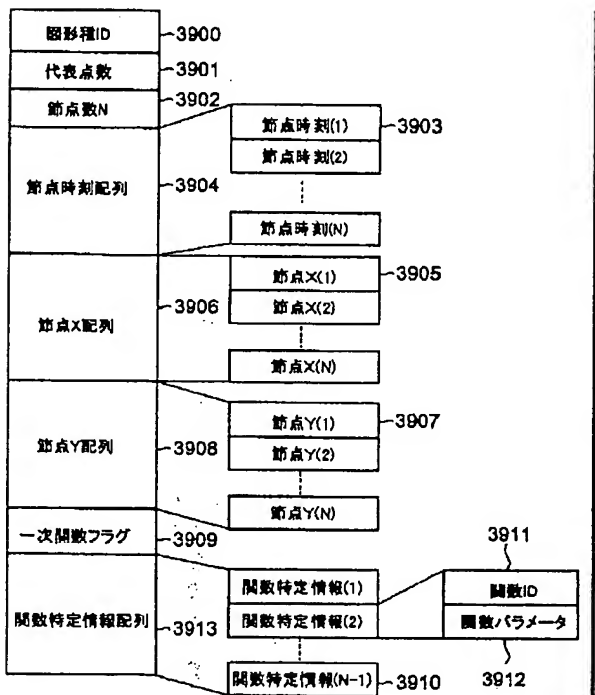 図形種ID
3900
代表点数
3901
節点数N
3902
節点時刻配列
3904
節点時刻(1)
3903
節点時刻(2)
節点時刻(N)
節点X配列
3906
節点X(1)
3905
節点X(2)
節点X(N)
節点Y配列
3908
節点Y(1)
3907
節点Y(2)
節点Y(N)
一次関数フラグ
3909
関数特定情報配列
3913
関数特定情報(1)
関数特定情報(2)
関数特定情報(N-1)
3910
3911
関数ID
関数パラメータ
3912